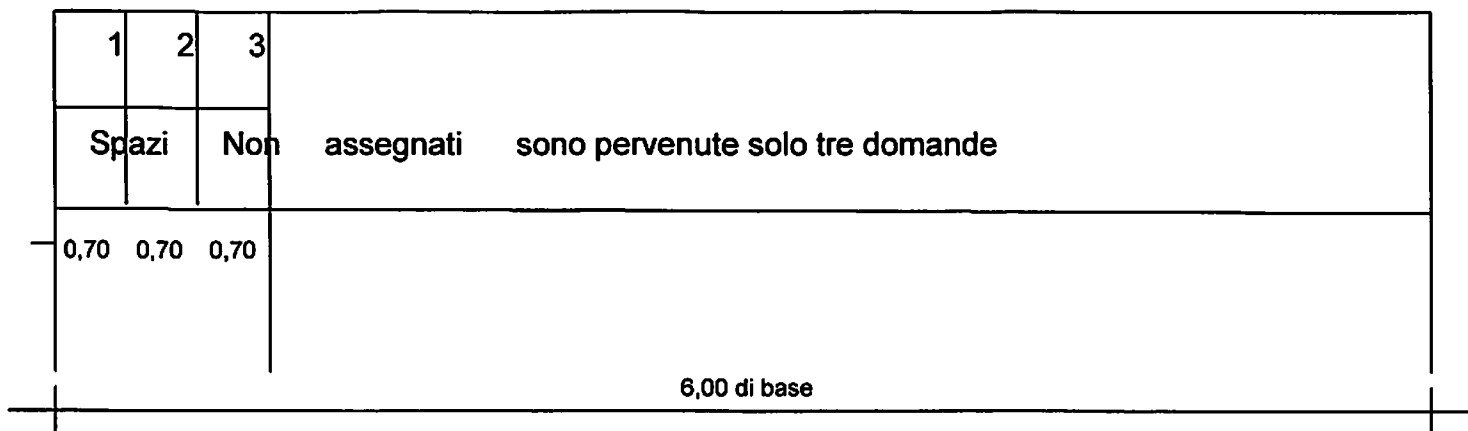 1 2 3
Spazi Non assegnati sono pervenute solo tre domande
0,70 0,70 0,70
6,00 di base